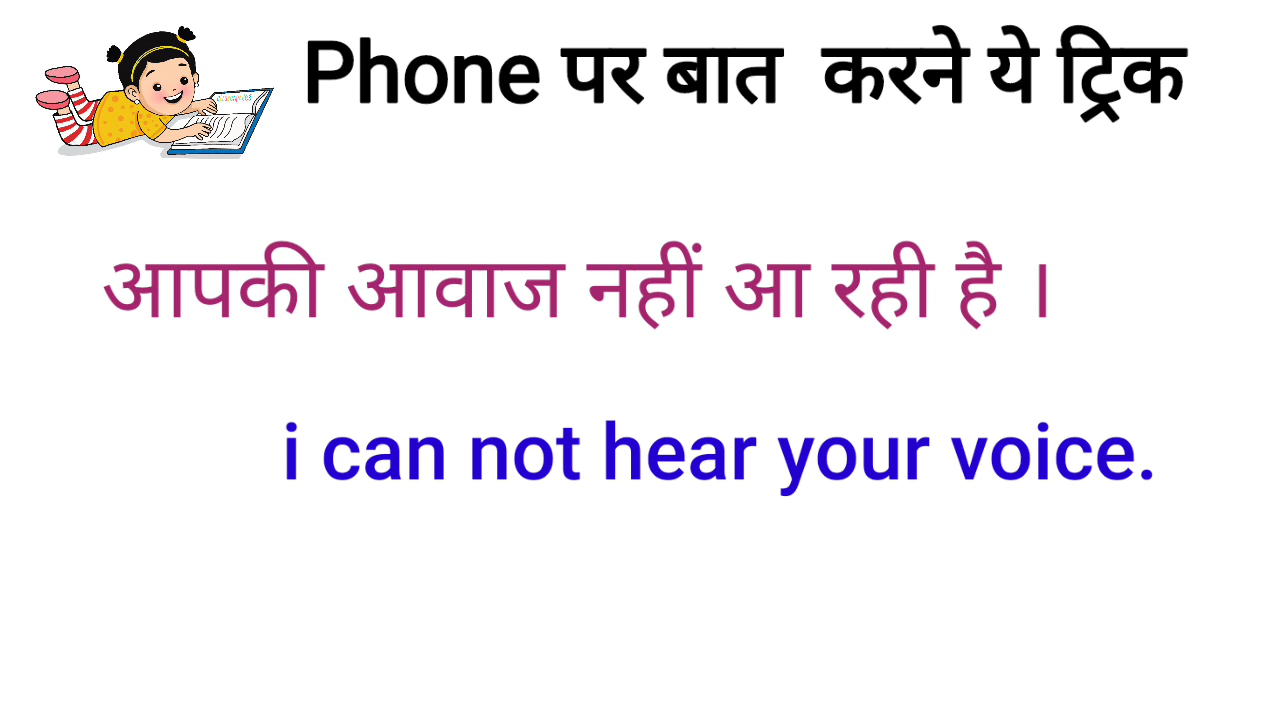 Phone पर बात करने ये ट्रिक
आपकी आवाज नहीं आ रही है ।
i can not hear your voice.